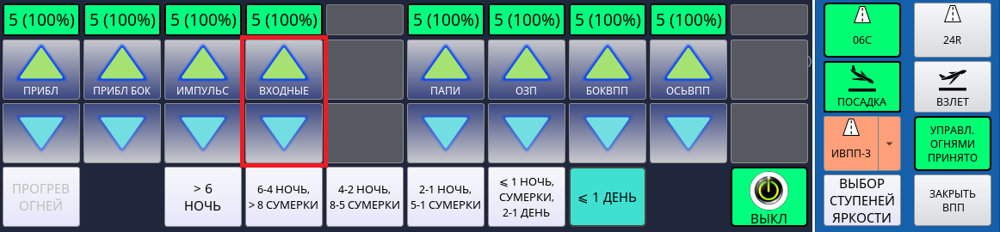 5 (100%)
5 (100%)
5 (100%)
5 (100%)
5 (100%)
5 (100%)
5 (100%)
5 (100%)
ПРИБЛ
ПРИБЛ БОК
ИМПУЛЬС
ВХОДНЫЕ
ПАПИ
ОЗП
БОКВПП
ОСЬВПП
ПРОГРЕВ
ОГНЕЙ
> 6
НОЧЬ
6-4 НОЧЬ,
> 8 СУМЕРКИ
4-2 НОЧЬ,
8-5 СУМЕРКИ
2-1 НОЧЬ,
5-1 СУМЕРКИ
⩽ 1 НОЧЬ,
СУМЕРКИ,
2-1 ДЕНЬ
⩽ 1 ДЕНЬ
ВЫКЛ
06C
24R
ПОСАДКА
ВЗЛЕТ
ИВПП-3
УПРАВЛ.
ОГНЯМИ
ПРИНЯТО
ВЫБОР
СТУПЕНЕЙ
ЯРКОСТИ
ЗАКРЫТЬ
ВПП